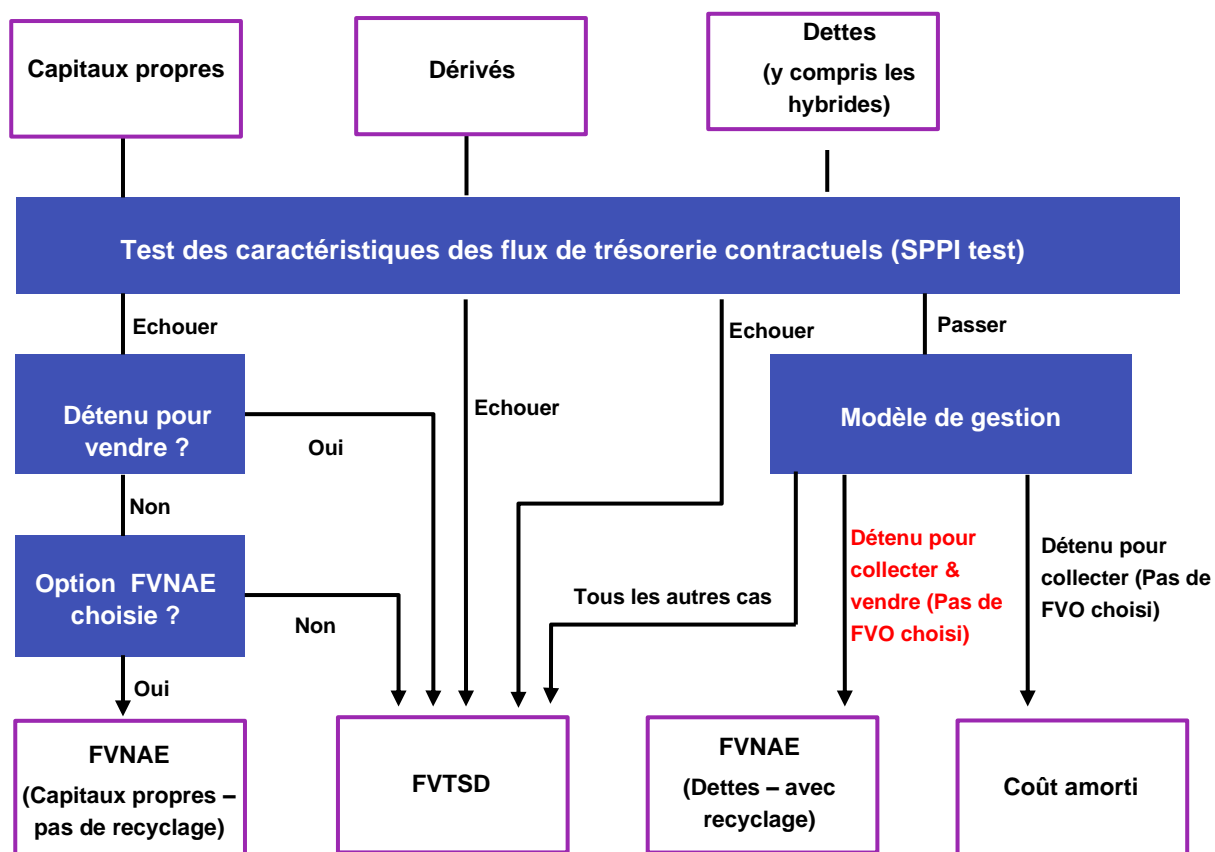 Capitaux propres
Dérivés
Dettes
(y compris les
hybrides)
Test des caractéristiques des flux de trésorerie contractuels (SPPI test)
Echouer
Echouer
Echouer
Passer
Détenu pour
vendre ?
Oui
Modèle de gestion
Non
Option FVNAE
choisie ?
Non
Oui
Tous les autres cas
Détenu pour
collecter &
vendre (Pas de
FVO choisi)
Détenu pour
collecter (Pas de
FVO choisi)
FVNAE
(Capitaux propres –
pas de recyclage)
FVTSD
FVNAE
(Dettes – avec
recyclage)
Coût amorti